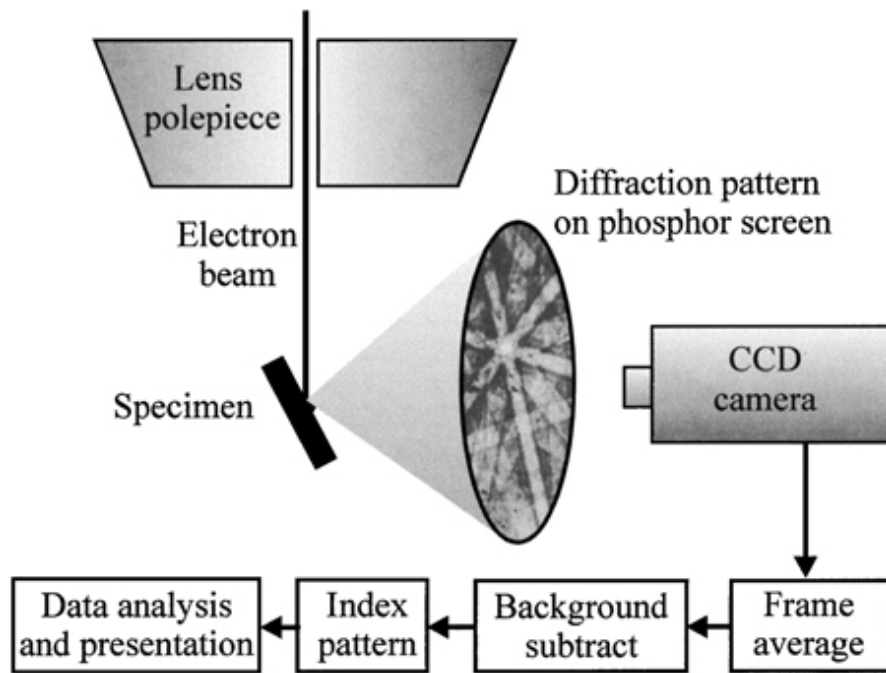 Lens
polepiece
Electron
beam
Diffraction pattern
on phosphor screen
Specimen
CCD
camera
Data analysis
and presentation
Index
pattern
Background
subtract
Frame
average